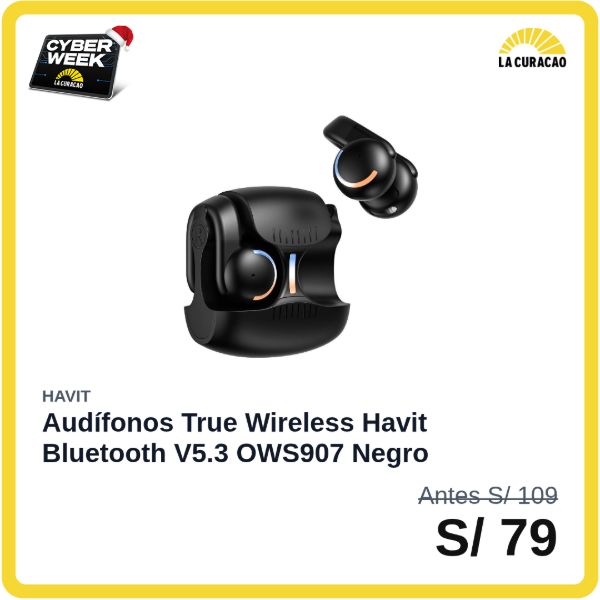 CYBER
WEEK
LA CURACAO
LA CURACAO
HAVIT
Audífonos True Wireless Havit
Bluetooth V5.3 OWS907 Negro
Antes S/ 109
S/ 79